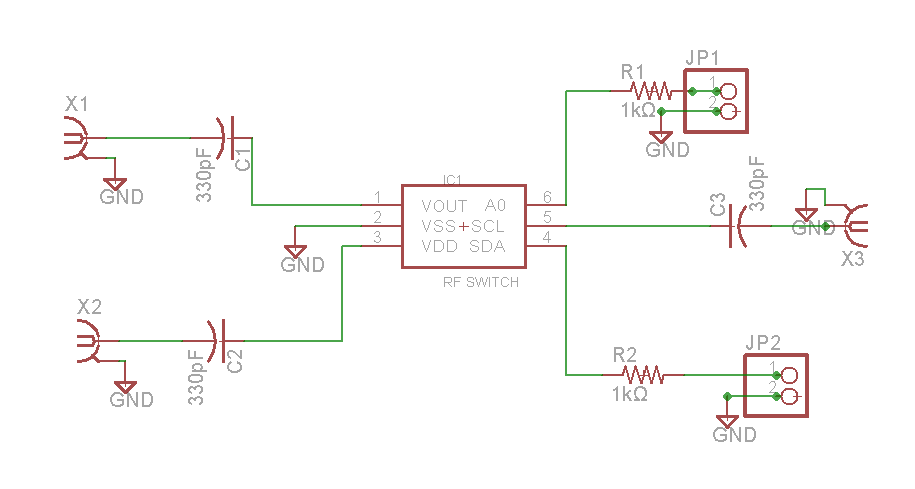 JP1
R1
1
X1
1kΩ
2
GND
330pF
C1
330pF
C3
IC1
GND
1
VOUT A0
6
2
VSS+SCL
5
GND
3
VDD SDA
4
GND
X3
RF SWITCH
X2
JP2
R2
1
330pF
C2
1kΩ
2
GND
GND